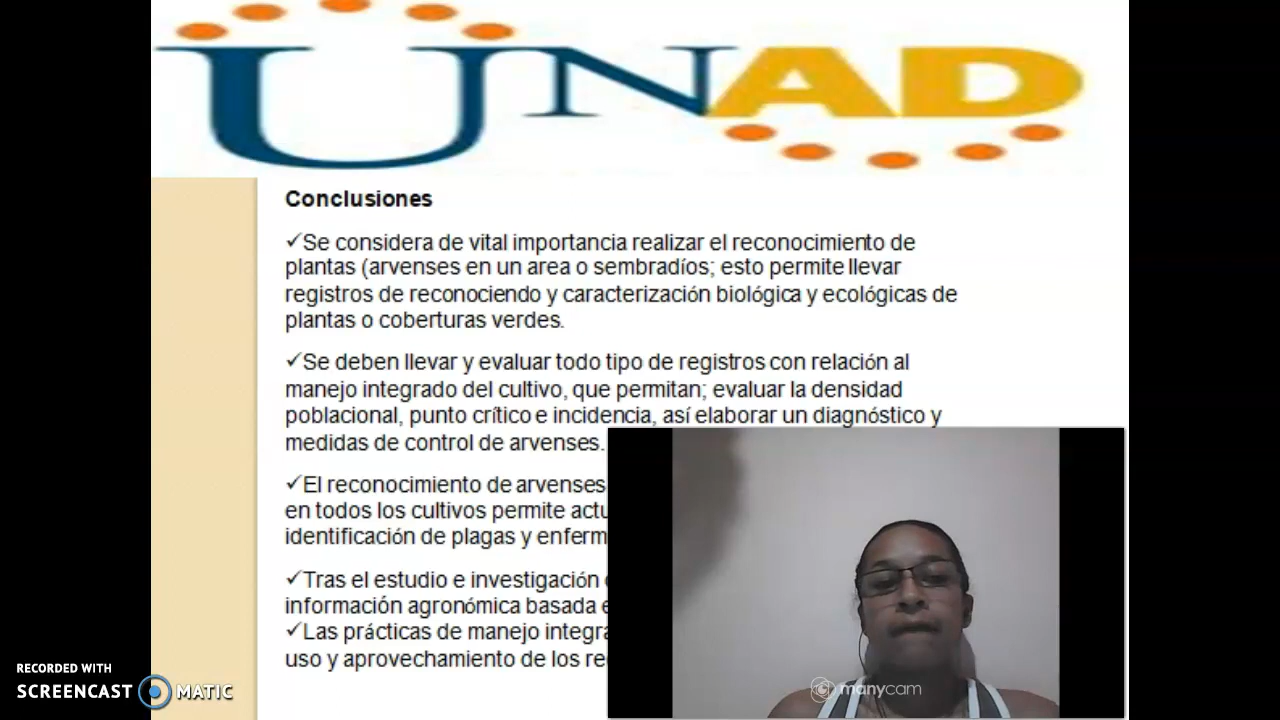 UNAD
Conclusiones
✓Se considera de vital importancia realizar el reconocimiento de
plantas (arvenses en un area o sembradíos; esto permite llevar
registros de reconociendo y caracterización biológica y ecológicas de
plantas o coberturas verdes.
✓Se deben llevar y evaluar todo tipo de registros con relación al
manejo integrado del cultivo, que permitan; evaluar la densidad
poblacional, punto crítico e incidencia, así elaborar un diagnóstico y
medidas de control de arvenses.
✓El reconocimiento de arvenses
en todos los cultivos permite
identificación de plagas y
✓Tras el estudio e investigación
información agronómica basada
✓Las prácticas de manejo
uso y aprovechamiento de los
RECORDED WITH
SCREENCAST MATIC
manycam